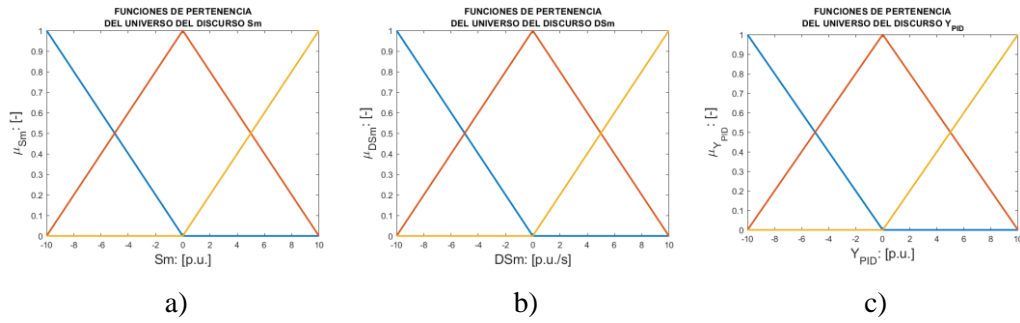 FUNCIONES DE PERTENENCIA
DEL UNIVERSO DEL DISCURSO Sm
1
0.9
0.8
0.7
0.6
0.5
0.4
0.3
0.2
0.1
0
μSm: [-]
-10 -8 -6 -4 -2 0 2 4 6 8 10
Sm: [p.u.]
a)
FUNCIONES DE PERTENENCIA
DEL UNIVERSO DEL DISCURSO DSm
1
0.9
0.8
0.7
0.6
0.5
0.4
0.3
0.2
0.1
0
μDSm: [-]
-10 -8 -6 -4 -2 0 2 4 6 8 10
DSm: [p.u./s]
b)
FUNCIONES DE PERTENENCIA
DEL UNIVERSO DEL DISCURSO YPID
1
0.9
0.8
0.7
0.6
0.5
0.4
0.3
0.2
0.1
0
μYPID: [-]
-10 -8 -6 -4 -2 0 2 4 6 8 10
YPID: [p.u.]
c)